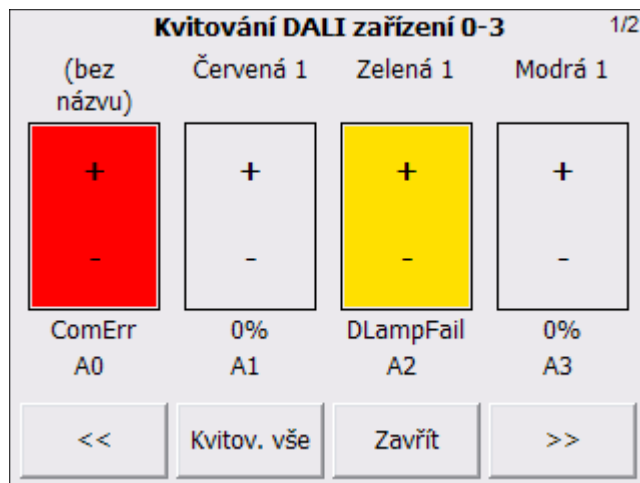 Kvitování DALI zařízení 0-3 1/2
(bez názvu) Červená 1 Zelená 1 Modrá 1
+ + + +
- - - -
ComErr 0% DLampFail 0%
A0 A1 A2 A3
<< Kvitov. vše Zavřít >>